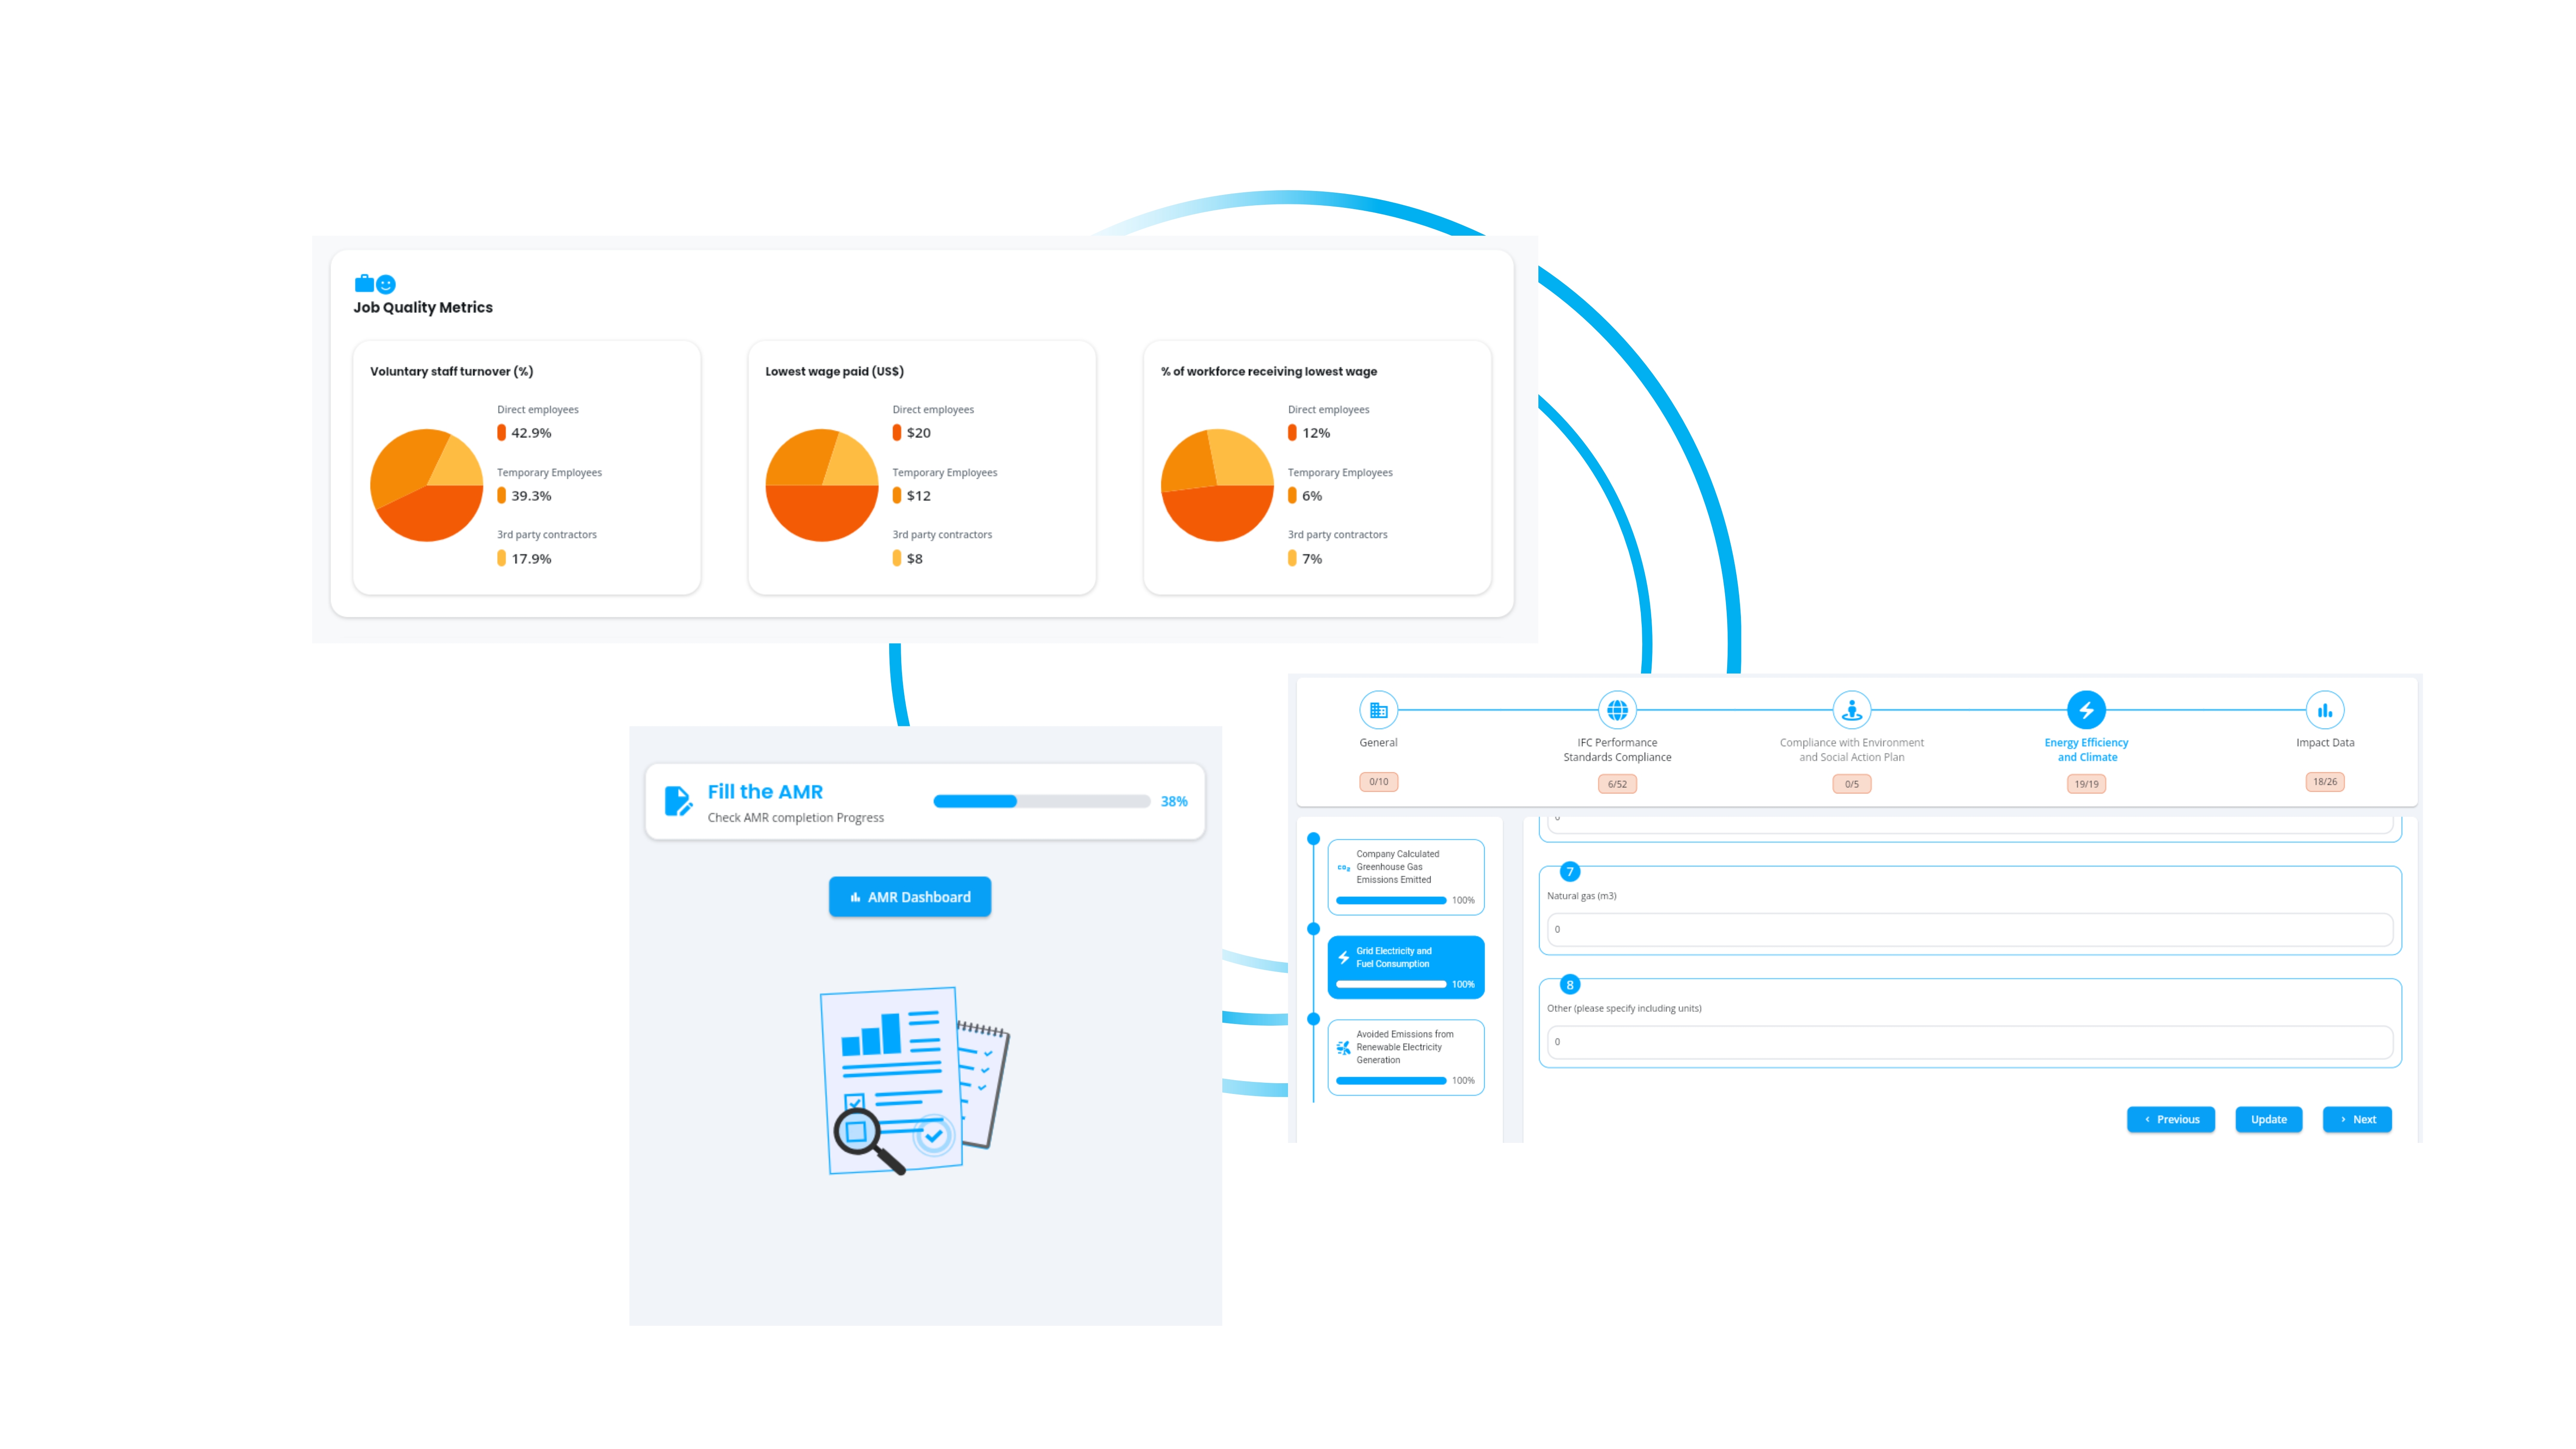 Job Quality Metrics
Voluntary staff turnover (%)
Direct employees
42.9%
Temporary Employees
39.3%
3rd party contractors
17.9%
Lowest wage paid (US$)
Direct employees
$20
Temporary Employees
$12
3rd party contractors
$8
% of workforce receiving lowest wage
Direct employees
12%
Temporary Employees
6%
3rd party contractors
7%
Fill the AMR
Check AMR completion Progress
38%
AMR Dashboard
General
0/10
IFC Performance
Standards Compliance
6/52
Compliance with Environment
and Social Action Plan
0/5
Energy Efficiency
and Climate
19/19
Impact Data
18/26
CO₂
Company Calculated
Greenhouse Gas
Emissions Emitted
100%
Grid Electricity and
Fuel Consumption
100%
Avoided Emissions from
Renewable Electricity
Generation
100%
0
7
Natural gas (m3)
0
8
Other (please specify including units)
0
Previous
Update
Next